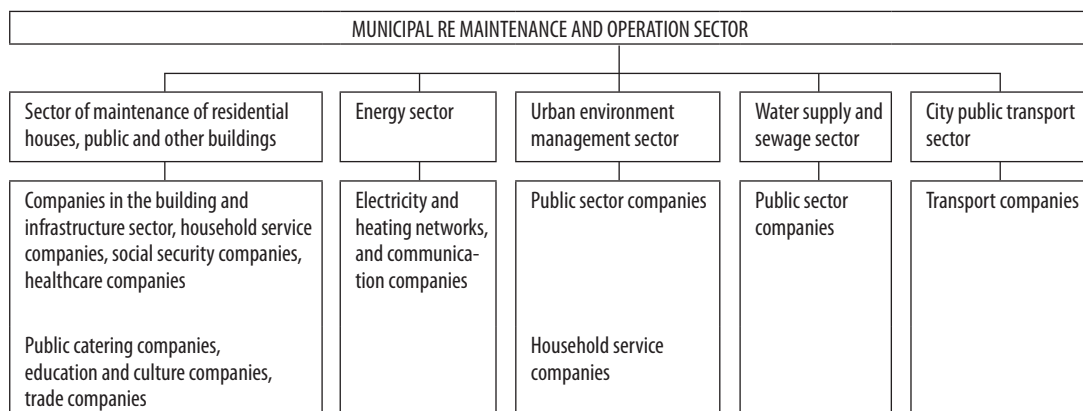 MUNICIPAL RE MAINTENANCE AND OPERATION SECTOR
Sector of maintenance of residential
houses, public and other buildings
Energy sector
Urban environment
management sector
Water supply and
sewage sector
City public transport
sector
Companies in the building and
infrastructure sector, household service
companies, social security companies,
healthcare companies
Public catering companies,
education and culture companies,
trade companies
Electricity and
heating networks,
and communica-
tion companies
Public sector companies
Household service
companies
Public sector
companies
Transport companies